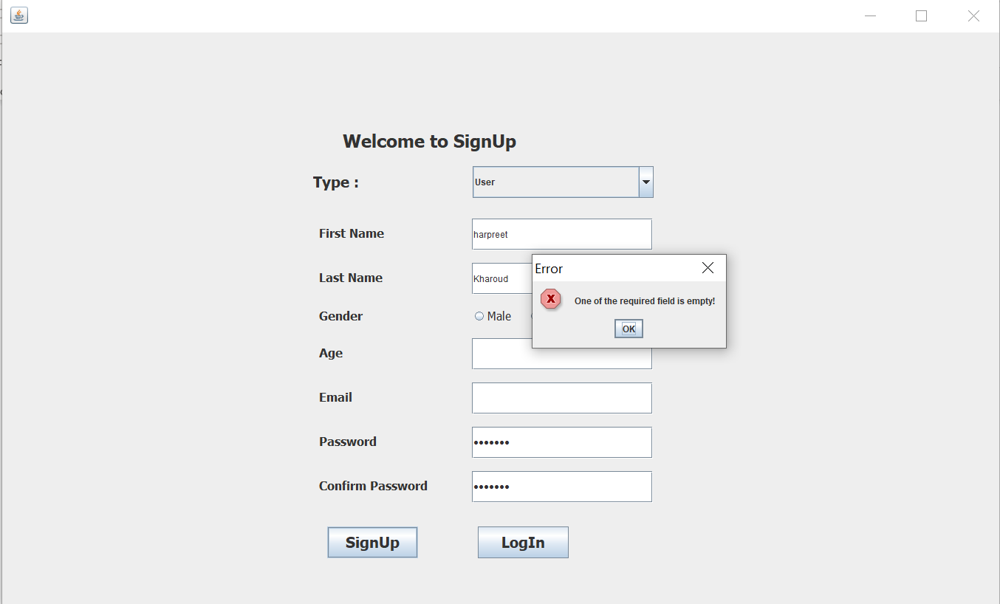 Welcome to SignUp
Type :
User
First Name
harpreet
Last Name
Kharoud
Error
One of the required field is empty!
OK
Gender
Male
Age
Email
Password
•••••••
Confirm Password
•••••••
SignUp
LogIn